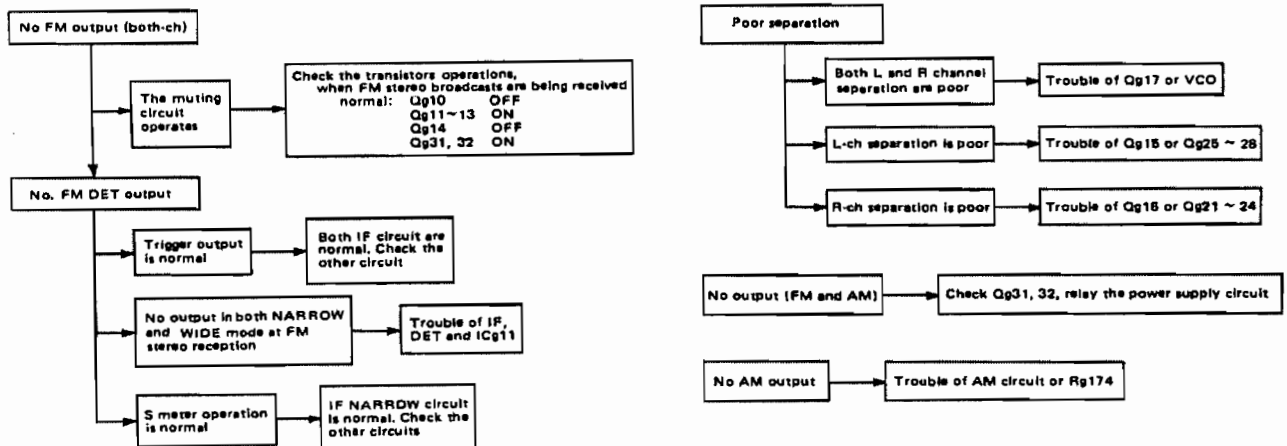 No FM output (both-ch)
The muting
circuit
operates
Check the transistors operations,
when FM stereo broadcasts are being received
normal: Qg10 OFF
Qg11~13 ON
Qg14 OFF
Qg31, 32 ON
No. FM DET output
Trigger output
is normal
Both IF circuit are
normal. Check the
other circuit
No output in both NARROW
and WIDE mode at FM
stereo reception
Trouble of IF,
DET and ICg11
S meter operation
is normal
IF NARROW circuit
is normal. Check the
other circuits
Poor separation
Both L and R channel
separation are poor
Trouble of Qg17 or VCO
L-ch separation is poor
Trouble of Qg15 or Qg25 ~ 28
R-ch separation is poor
Trouble of Qg16 or Qg21 ~ 24
No output (FM and AM)
Check Qg31, 32, relay the power supply circuit
No AM output
Trouble of AM circuit or Rg174